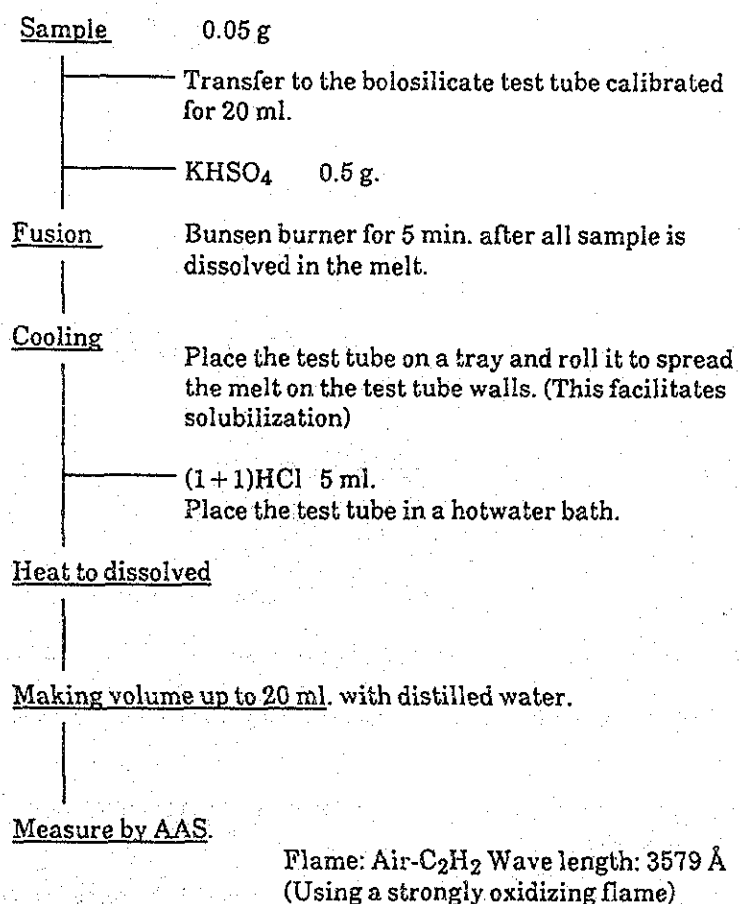 Sample 0.05 g
Transfer to the bolosilicate test tube calibrated
for 20 ml.
KHSO4 0.5 g.
Fusion Bunsen burner for 5 min. after all sample is
dissolved in the melt.
Cooling
Place the test tube on a tray and roll it to spread
the melt on the test tube walls. (This facilitates
solubilization)
(1+1)HCl 5 ml.
Place the test tube in a hotwater bath.
Heat to dissolved
Making volume up to 20 ml. with distilled water.
Measure by AAS.
Flame: Air-C2H2 Wave length: 3579 Å
(Using a strongly oxidizing flame)